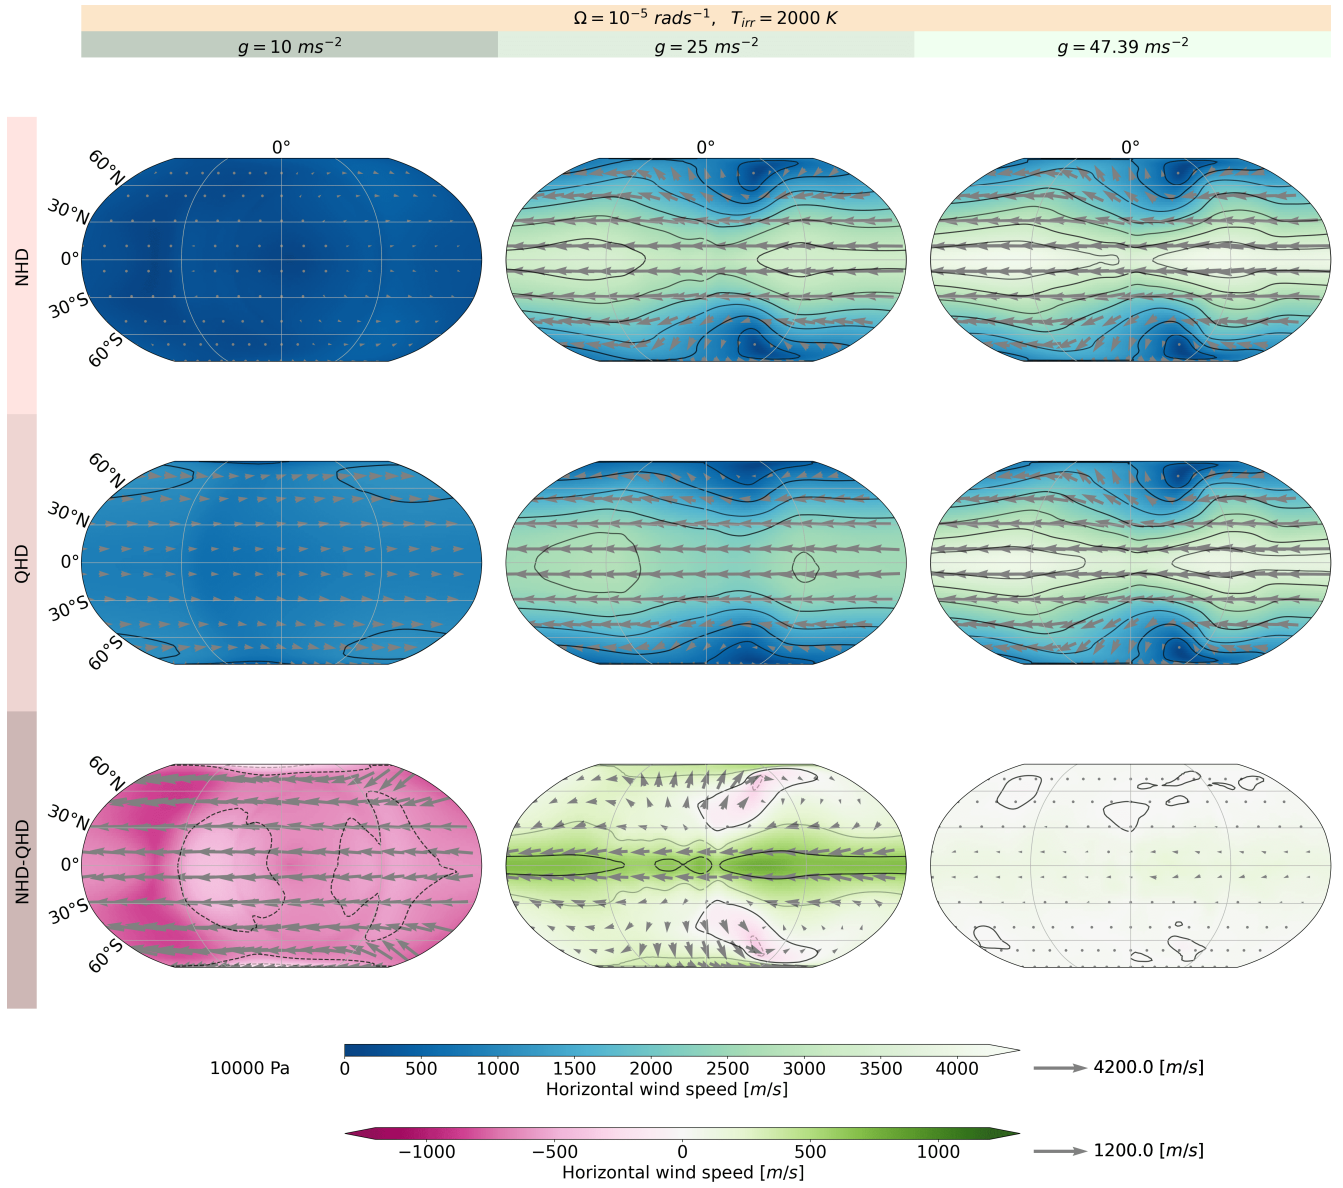 Ω = 10⁻⁵ rads⁻¹, T_irr = 2000 K
g = 10 ms⁻² g = 25 ms⁻² g = 47.39 ms⁻²
0° 0° 0°
60°N
30°N
0°
30°S
60°S
NHD
60°N
30°N
0°
30°S
60°S
QHD
60°N
30°N
0°
30°S
60°S
NHD-QHD
10000 Pa
0 500 1000 1500 2000 2500 3000 3500 4000
Horizontal wind speed [m/s]
4200.0 [m/s]
−1000 −500 0 500 1000
Horizontal wind speed [m/s]
1200.0 [m/s]